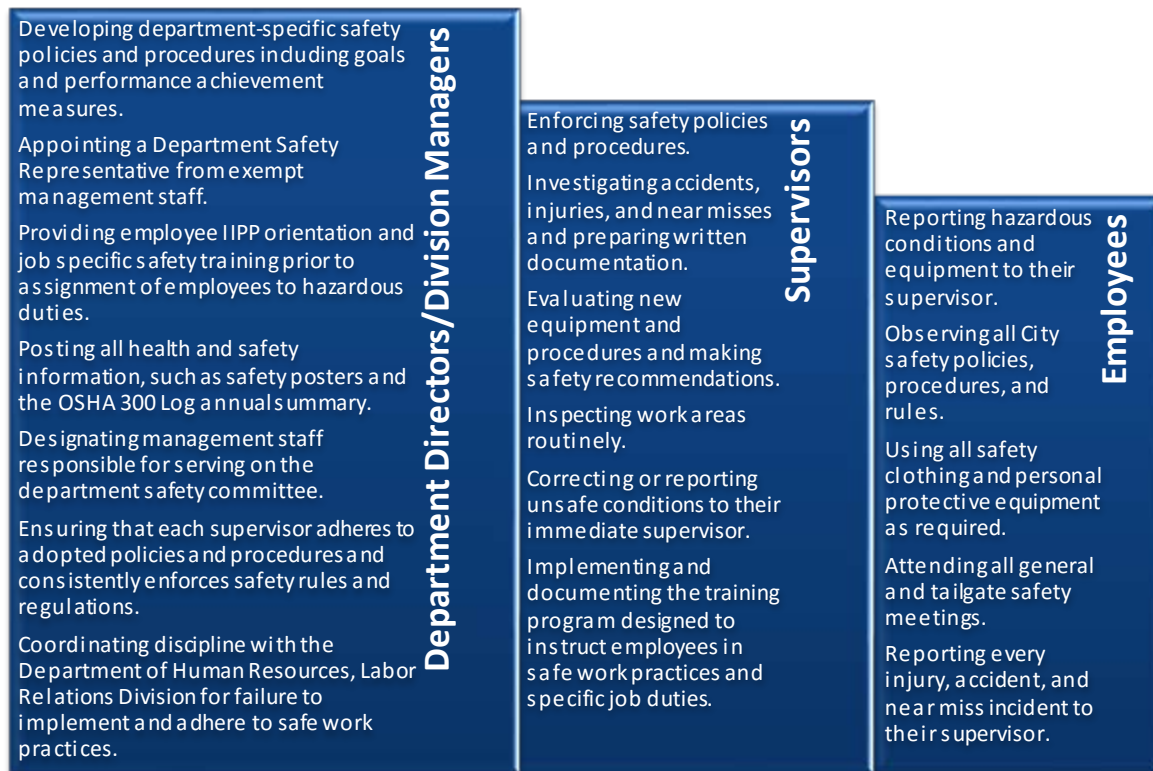 Department Directors/Division Managers
Developing department-specific safety
policies and procedures including goals
and performance achievement
measures.
Appointing a Department Safety
Representative from exempt
management staff.
Providing employee IIPP orientation and
job specific safety training prior to
assignment of employees to hazardous
duties.
Posting all health and safety
information, such as safety posters and
the OSHA 300 Log annual summary.
Designating management staff
responsible for serving on the
department safety committee.
Ensuring that each supervisor adheres to
adopted policies and procedures and
consistently enforces safety rules and
regulations.
Coordinating discipline with the
Department of Human Resources, Labor
Relations Division for failure to
implement and adhere to safe work
practices.
Supervisors
Enforcing safety policies
and procedures.
Investigating accidents,
injuries, and near misses
and preparing written
documentation.
Evaluating new
equipment and
procedures and making
safety recommendations.
Inspecting work areas
routinely.
Correcting or reporting
unsafe conditions to their
immediate supervisor.
Implementing and
documenting the training
program designed to
instruct employees in
safe work practices and
specific job duties.
Employees
Reporting hazardous
conditions and
equipment to their
supervisor.
Observing all City
safety policies,
procedures, and
rules.
Using all safety
clothing and personal
protective equipment
as required.
Attending all general
and tailgate safety
meetings.
Reporting every
injury, accident, and
near miss incident to
their supervisor.